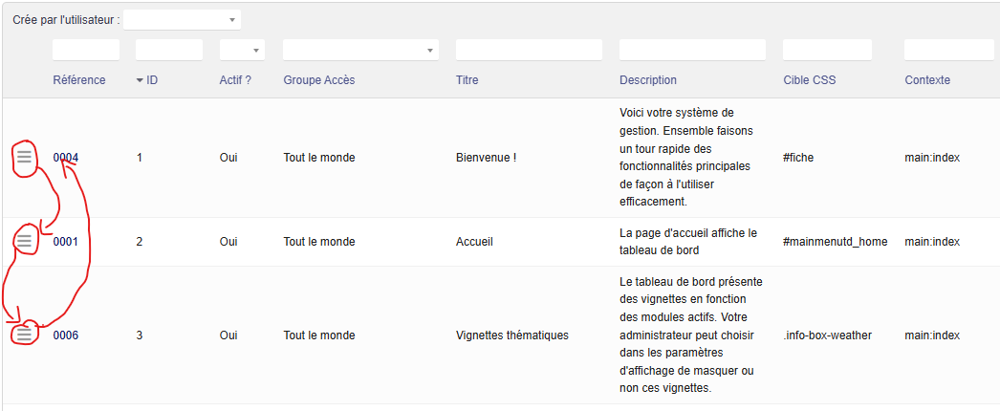 Crée par l'utilisateur :
Référence ID Actif ? Groupe Accès Titre Description Cible CSS Contexte
0004 1 Oui Tout le monde Bienvenue ! Voici votre système de
gestion. Ensemble faisons
un tour rapide des
fonctionnalités principales
de façon à l'utiliser
efficacement.
#fiche main:index
0001 2 Oui Tout le monde Accueil La page d'accueil affiche le
tableau de bord
#mainmenutd_home main:index
0006 3 Oui Tout le monde Vignettes thématiques Le tableau de bord présente
des vignettes en fonction
des modules actifs. Votre
administrateur peut choisir
dans les paramètres
d'affichage de masquer ou
non ces vignettes.
.info-box-weather main:index